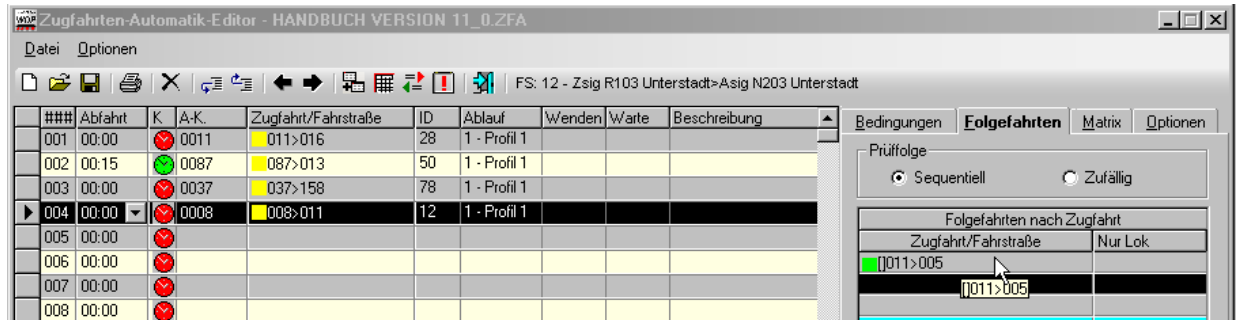 WDP Zugfahrten-Automatik-Editor - HANDBUCH VERSION 11_0.ZFA
Datei Optionen
FS: 12 - Zsig R103 Unterstadt>Asig N203 Unterstadt
### Abfahrt K A-K. Zugfahrt/Fahrstraße ID Ablauf Wenden Warte Beschreibung
001 00:00 0011 011>016 28 1 - Profil 1
002 00:15 0087 087>013 50 1 - Profil 1
003 00:00 0037 037>158 78 1 - Profil 1
004 00:00 0008 008>011 12 1 - Profil 1
005 00:00
006 00:00
007 00:00
008 00:00
Bedingungen Folgefahrten Matrix Optionen
Prüffolge
Sequentiell Zufällig
Folgefahrten nach Zugfahrt
Zugfahrt/Fahrstraße Nur Lok
[]011>005
[]011>005